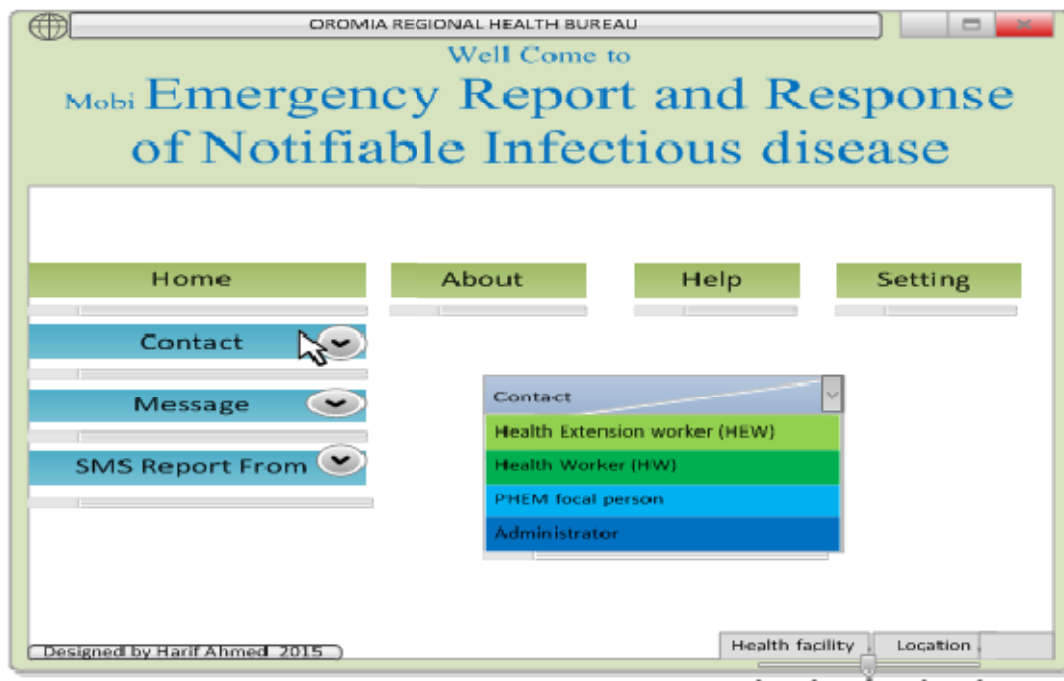 OROMIA REGIONAL HEALTH BUREAU
Well Come to
Mobi Emergency Report and Response
of Notifiable Infectious disease
Home About Help Setting
Contact
Message
SMS Report From
Contact
Health Extension worker (HEW)
Health Worker (HW)
PHEM focal person
Administrator
Designed by Harif Ahmed 2015
Health facility Location